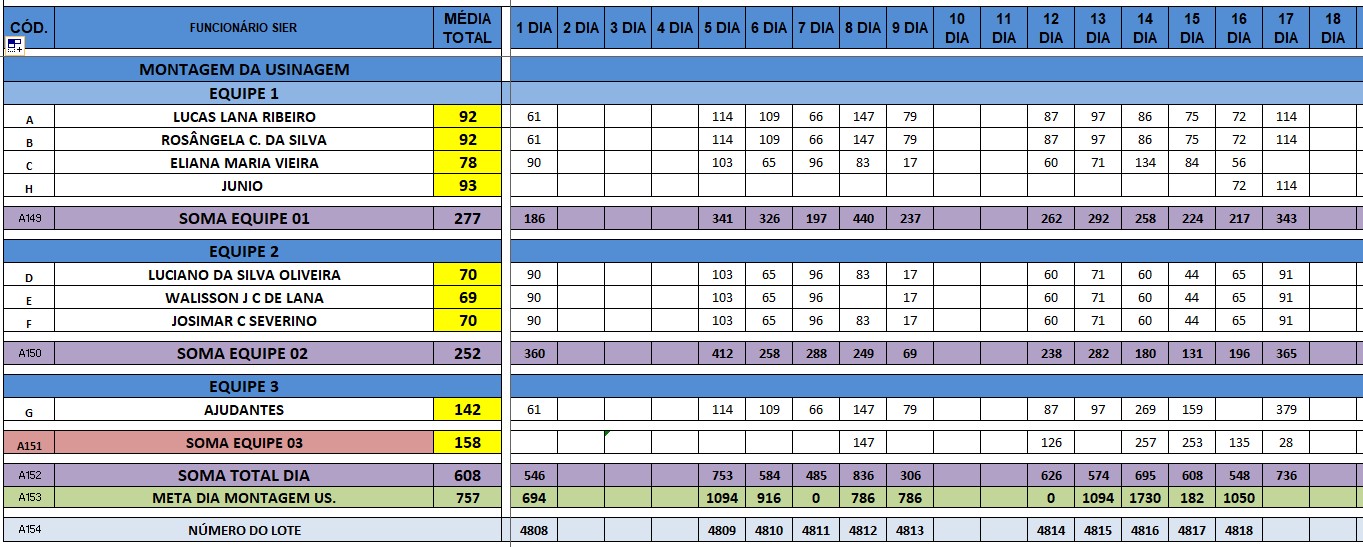 CÓD. FUNCIONÁRIO SIER MÉDIA TOTAL 1 DIA 2 DIA 3 DIA 4 DIA 5 DIA 6 DIA 7 DIA 8 DIA 9 DIA 10 DIA 11 DIA 12 DIA 13 DIA 14 DIA 15 DIA 16 DIA 17 DIA 18 DIA
MONTAGEM DA USINAGEM
EQUIPE 1
A LUCAS LANA RIBEIRO 92 61 114 109 66 147 79 87 97 86 75 72 114
B ROSÂNGELA C. DA SILVA 92 61 114 109 66 147 79 87 97 86 75 72 114
C ELIANA MARIA VIEIRA 78 90 103 65 96 83 17 60 71 134 84 56
H JUNIO 93 72 114
A149 SOMA EQUIPE 01 277 186 341 326 197 440 237 262 292 258 224 217 343
EQUIPE 2
D LUCIANO DA SILVA OLIVEIRA 70 90 103 65 96 83 17 60 71 60 44 65 91
E WALISSON J C DE LANA 69 90 103 65 96 17 60 71 60 44 65 91
F JOSIMAR C SEVERINO 70 90 103 65 96 83 17 60 71 60 44 65 91
A150 SOMA EQUIPE 02 252 360 412 258 288 249 69 238 282 180 131 196 365
EQUIPE 3
G AJUDANTES 142 61 114 109 66 147 79 87 97 269 159 379
A151 SOMA EQUIPE 03 158 147 126 257 253 135 28
A152 SOMA TOTAL DIA 608 546 753 584 485 836 306 626 574 695 608 548 736
A153 META DIA MONTAGEM US. 757 694 1094 916 0 786 786 0 1094 1730 182 1050
A154 NÚMERO DO LOTE 4808 4809 4810 4811 4812 4813 4814 4815 4816 4817 4818